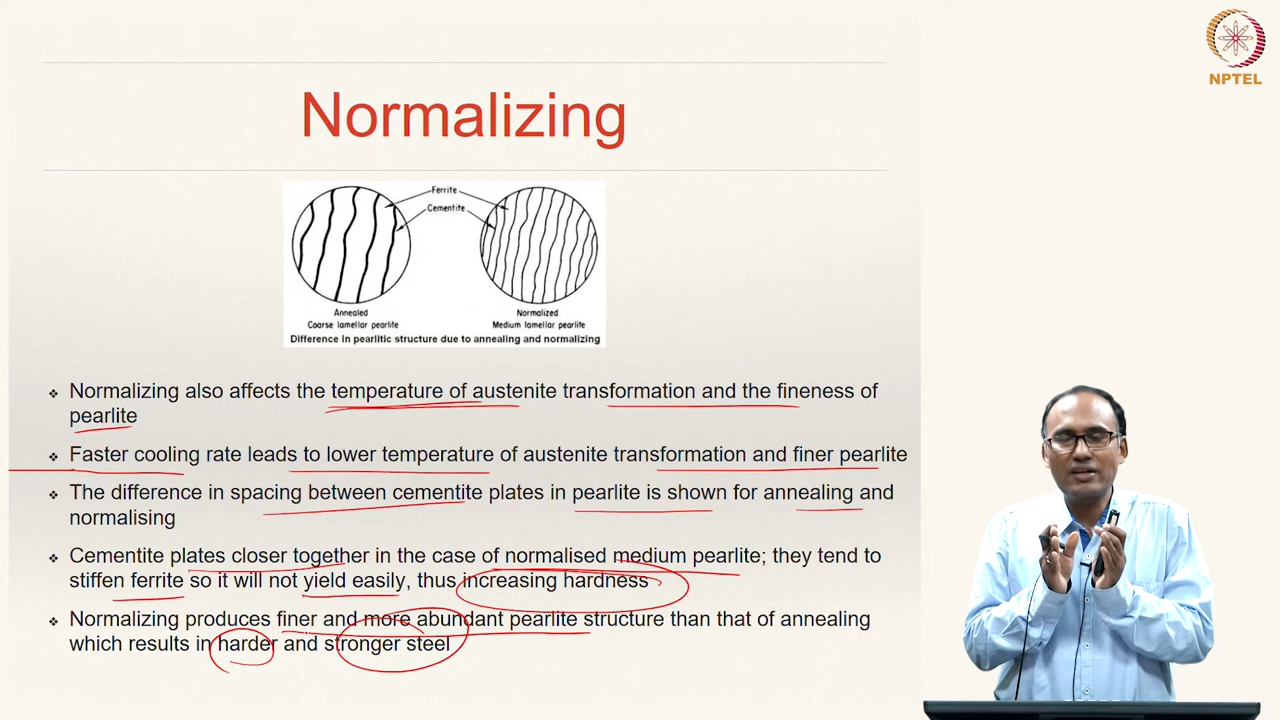 NPTEL
Normalizing
Ferrite
Cementite
Annealed
Coarse lamellar pearlite
Normalized
Medium lamellar pearlite
Difference in pearlitic structure due to annealing and normalizing
❖ Normalizing also affects the temperature of austenite transformation and the fineness of
pearlite
❖ Faster cooling rate leads to lower temperature of austenite transformation and finer pearlite
❖ The difference in spacing between cementite plates in pearlite is shown for annealing and
normalising
❖ Cementite plates closer together in the case of normalised medium pearlite; they tend to
stiffen ferrite so it will not yield easily, thus increasing hardness
❖ Normalizing produces finer and more abundant pearlite structure than that of annealing
which results in harder and stronger steel